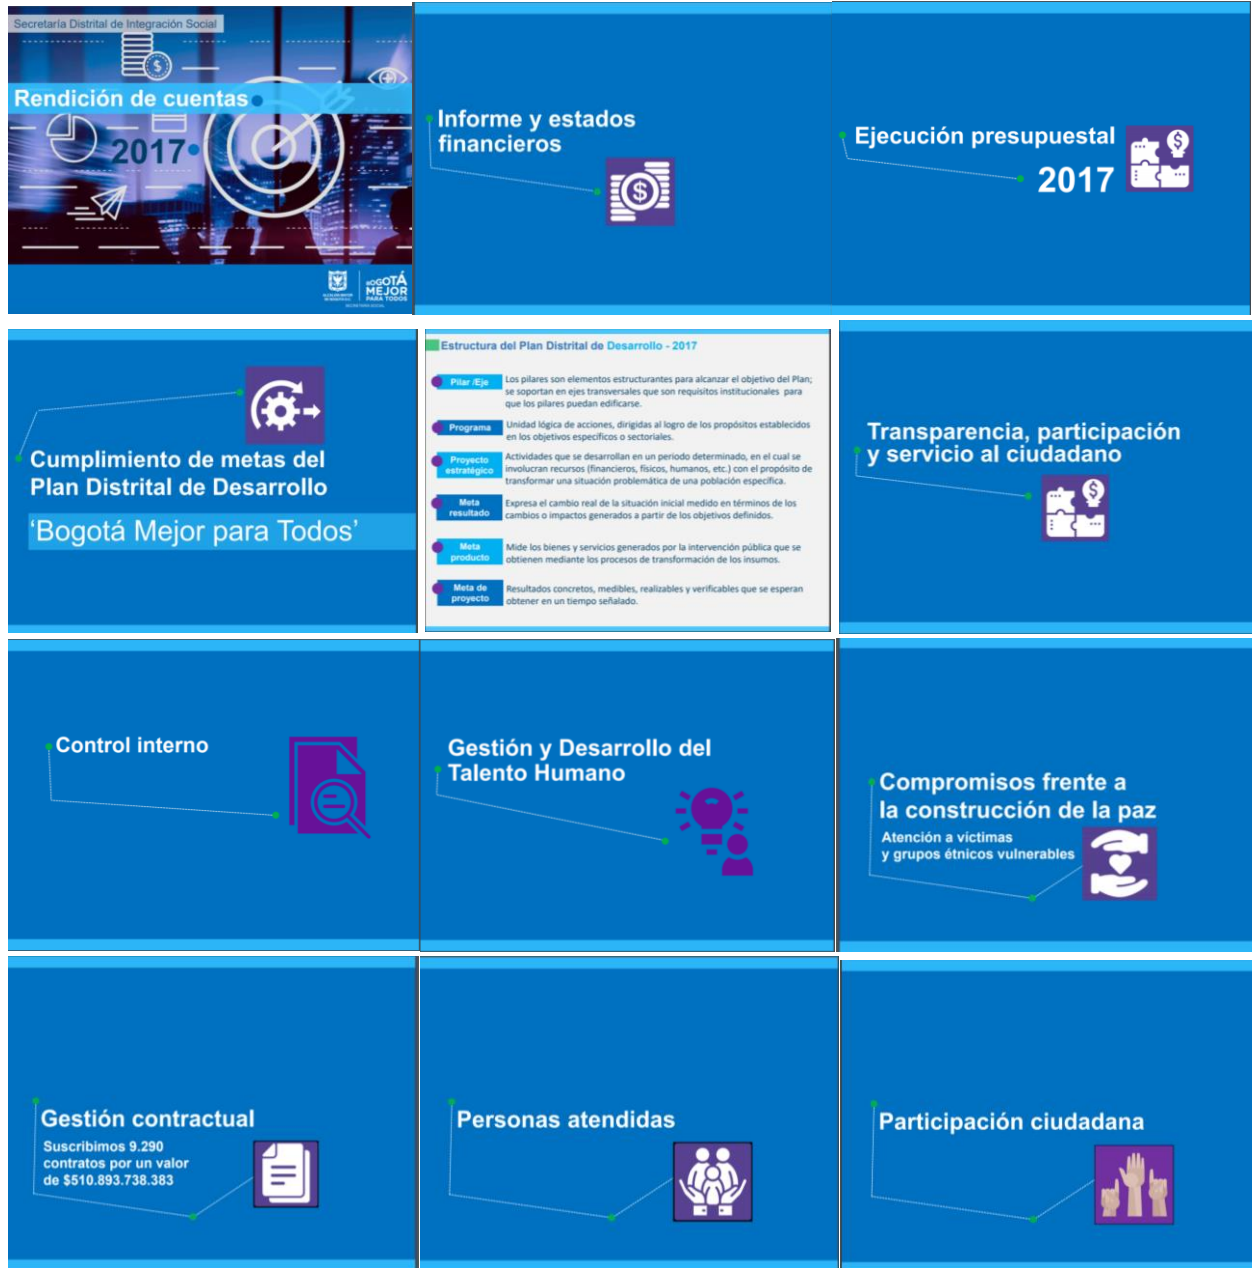 Secretaría Distrital de Integración Social
Rendición de cuentas
2017
ALCALDÍA MAYOR
DE BOGOTÁ D.C.
BOGOTÁ
MEJOR
PARA TODOS
Informe y estados
financieros
$
Ejecución presupuestal
2017
$
Cumplimiento de metas del
Plan Distrital de Desarrollo
‘Bogotá Mejor para Todos’
Estructura del Plan Distrital de Desarrollo - 2017
Pilar /Eje
Los pilares son elementos estructurantes para alcanzar el objetivo del Plan;
se soportan en ejes transversales que son requisitos institucionales para
que los pilares puedan edificarse.
Programa
Unidad lógica de acciones, dirigidas al logro de los propósitos establecidos
en los objetivos específicos o sectoriales.
Proyecto
estratégico
Actividades que se desarrollan en un periodo determinado, en el cual se
involucran recursos (financieros, físicos, humanos, etc.) con el propósito de
transformar una situación problemática de una población específica.
Meta
resultado
Expresa el cambio real de la situación inicial medido en términos de los
cambios o impactos generados a partir de los objetivos definidos.
Meta
producto
Mide los bienes y servicios generados por la intervención pública que se
obtienen mediante los procesos de transformación de los insumos.
Meta de
proyecto
Resultados concretos, medibles, realizables y verificables que se esperan
obtener en un tiempo señalado.
Transparencia, participación
y servicio al ciudadano
$
Control interno
Gestión y Desarrollo del
Talento Humano
Compromisos frente a
la construcción de la paz
Atención a víctimas
y grupos étnicos vulnerables
Gestión contractual
Suscribimos 9.290
contratos por un valor
de $510.893.738.383
Personas atendidas
Participación ciudadana